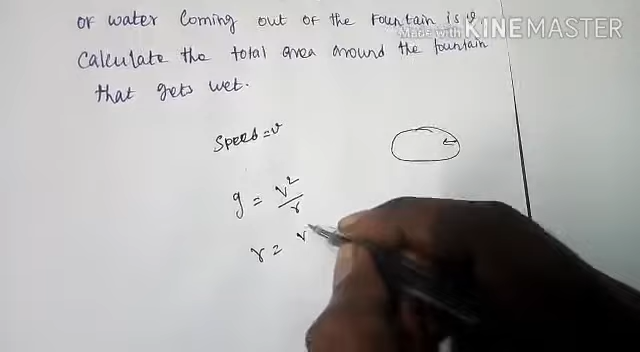 of water coming out of the fountain is v
Made with KINEMASTER
Calculate the total area around the fountain
that gets wet.
Speed = v
g = v²/r
r = v